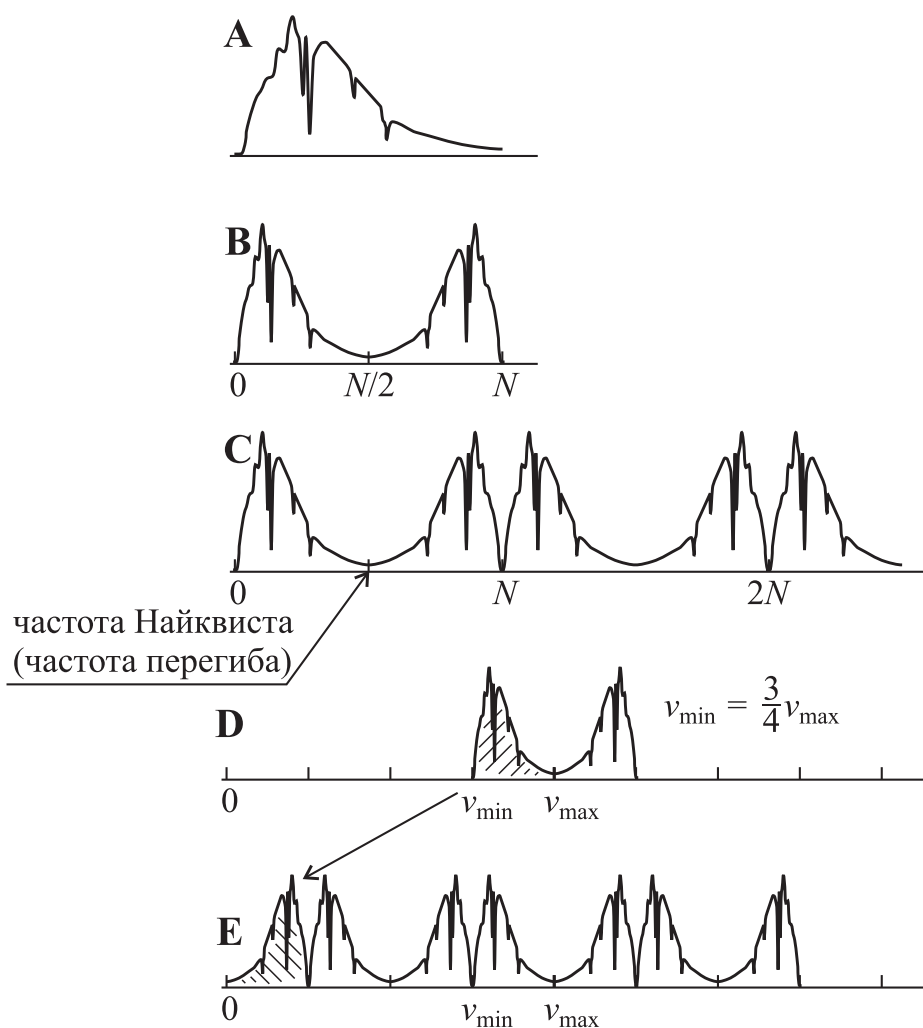 A
B
0 N/2 N
C
0 N 2N
частота Найквиста
(частота перегиба)
D
v_min = 3/4 v_max
0 v_min v_max
E
0 v_min v_max